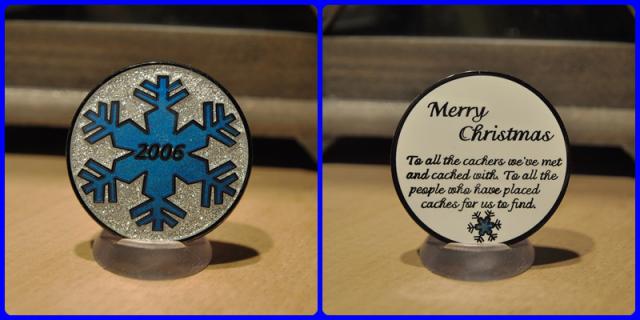 2006
Merry
Christmas
To all the cachers we've met
and cached with. To all the
people who have placed
caches for us to find.